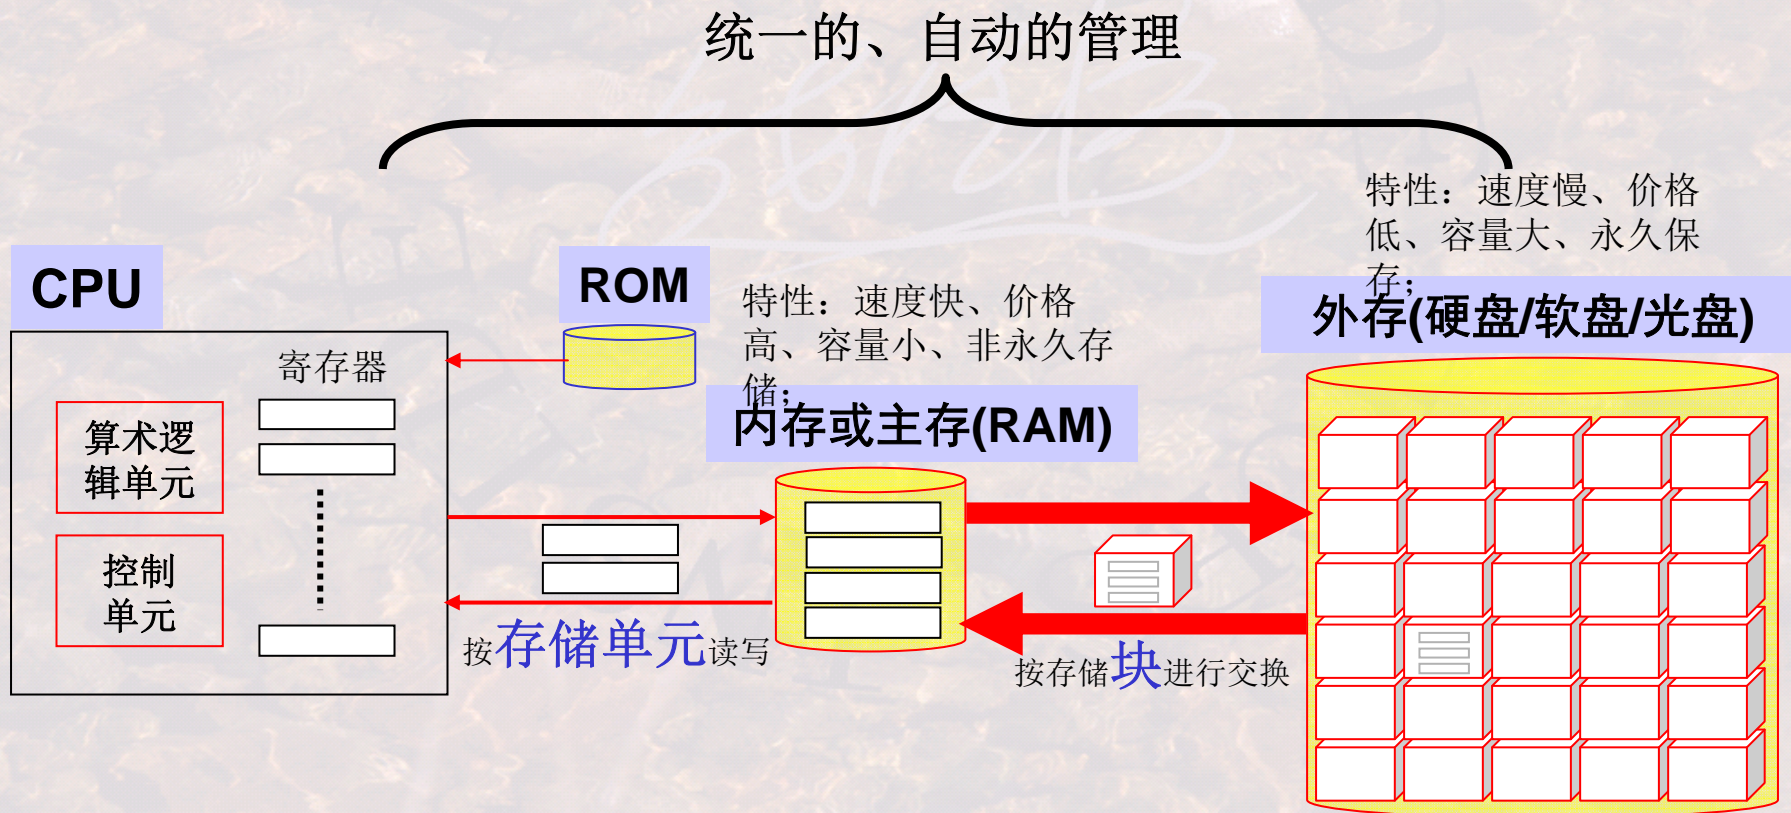 统一的、自动的管理
特性：速度慢、价格
低、容量大、永久保
存；
CPU
ROM
特性：速度快、价格
高、容量小、非永久存
储；
外存(硬盘/软盘/光盘)
寄存器
内存或主存(RAM)
算术逻
辑单元
控制
单元
按存储单元读写
按存储块进行交换